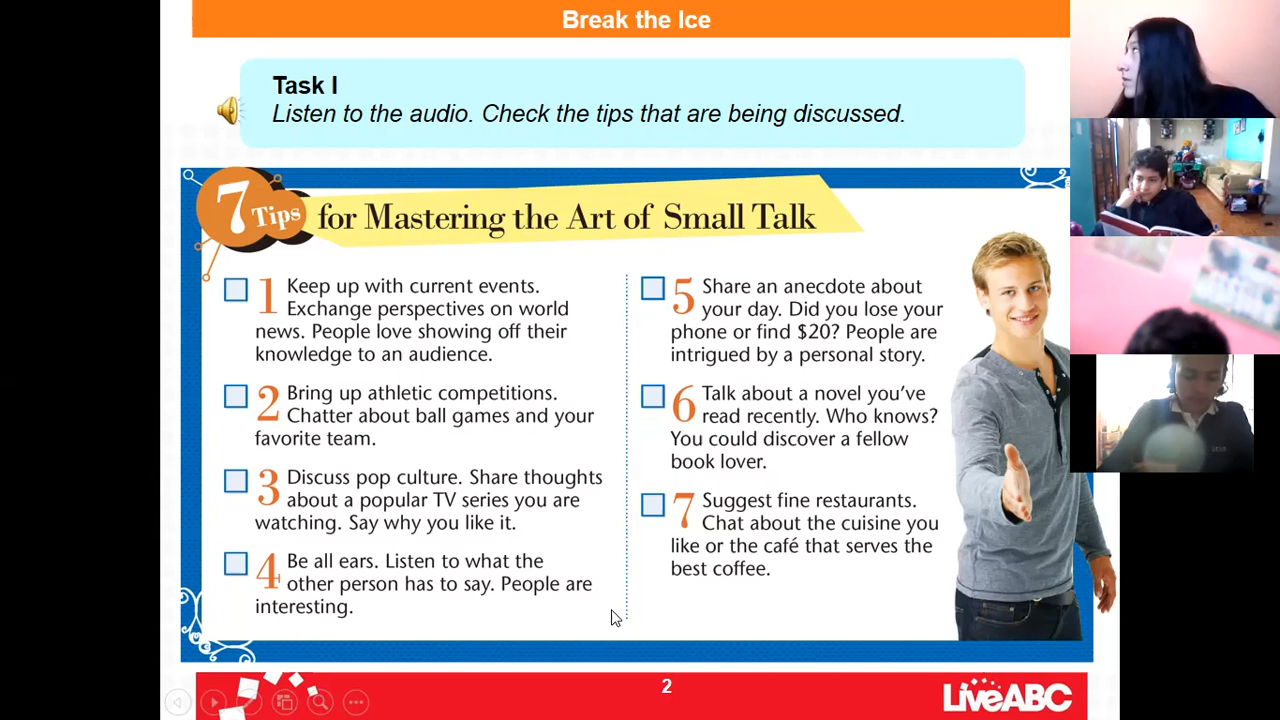 Break the Ice
Task I
Listen to the audio. Check the tips that are being discussed.
7 Tips for Mastering the Art of Small Talk
1 Keep up with current events.
Exchange perspectives on world
news. People love showing off their
knowledge to an audience.
2 Bring up athletic competitions.
Chatter about ball games and your
favorite team.
3 Discuss pop culture. Share thoughts
about a popular TV series you are
watching. Say why you like it.
4 Be all ears. Listen to what the
other person has to say. People are
interesting.
5 Share an anecdote about
your day. Did you lose your
phone or find $20? People are
intrigued by a personal story.
6 Talk about a novel you've
read recently. Who knows?
You could discover a fellow
book lover.
7 Suggest fine restaurants.
Chat about the cuisine you
like or the café that serves the
best coffee.
2
LiveABC